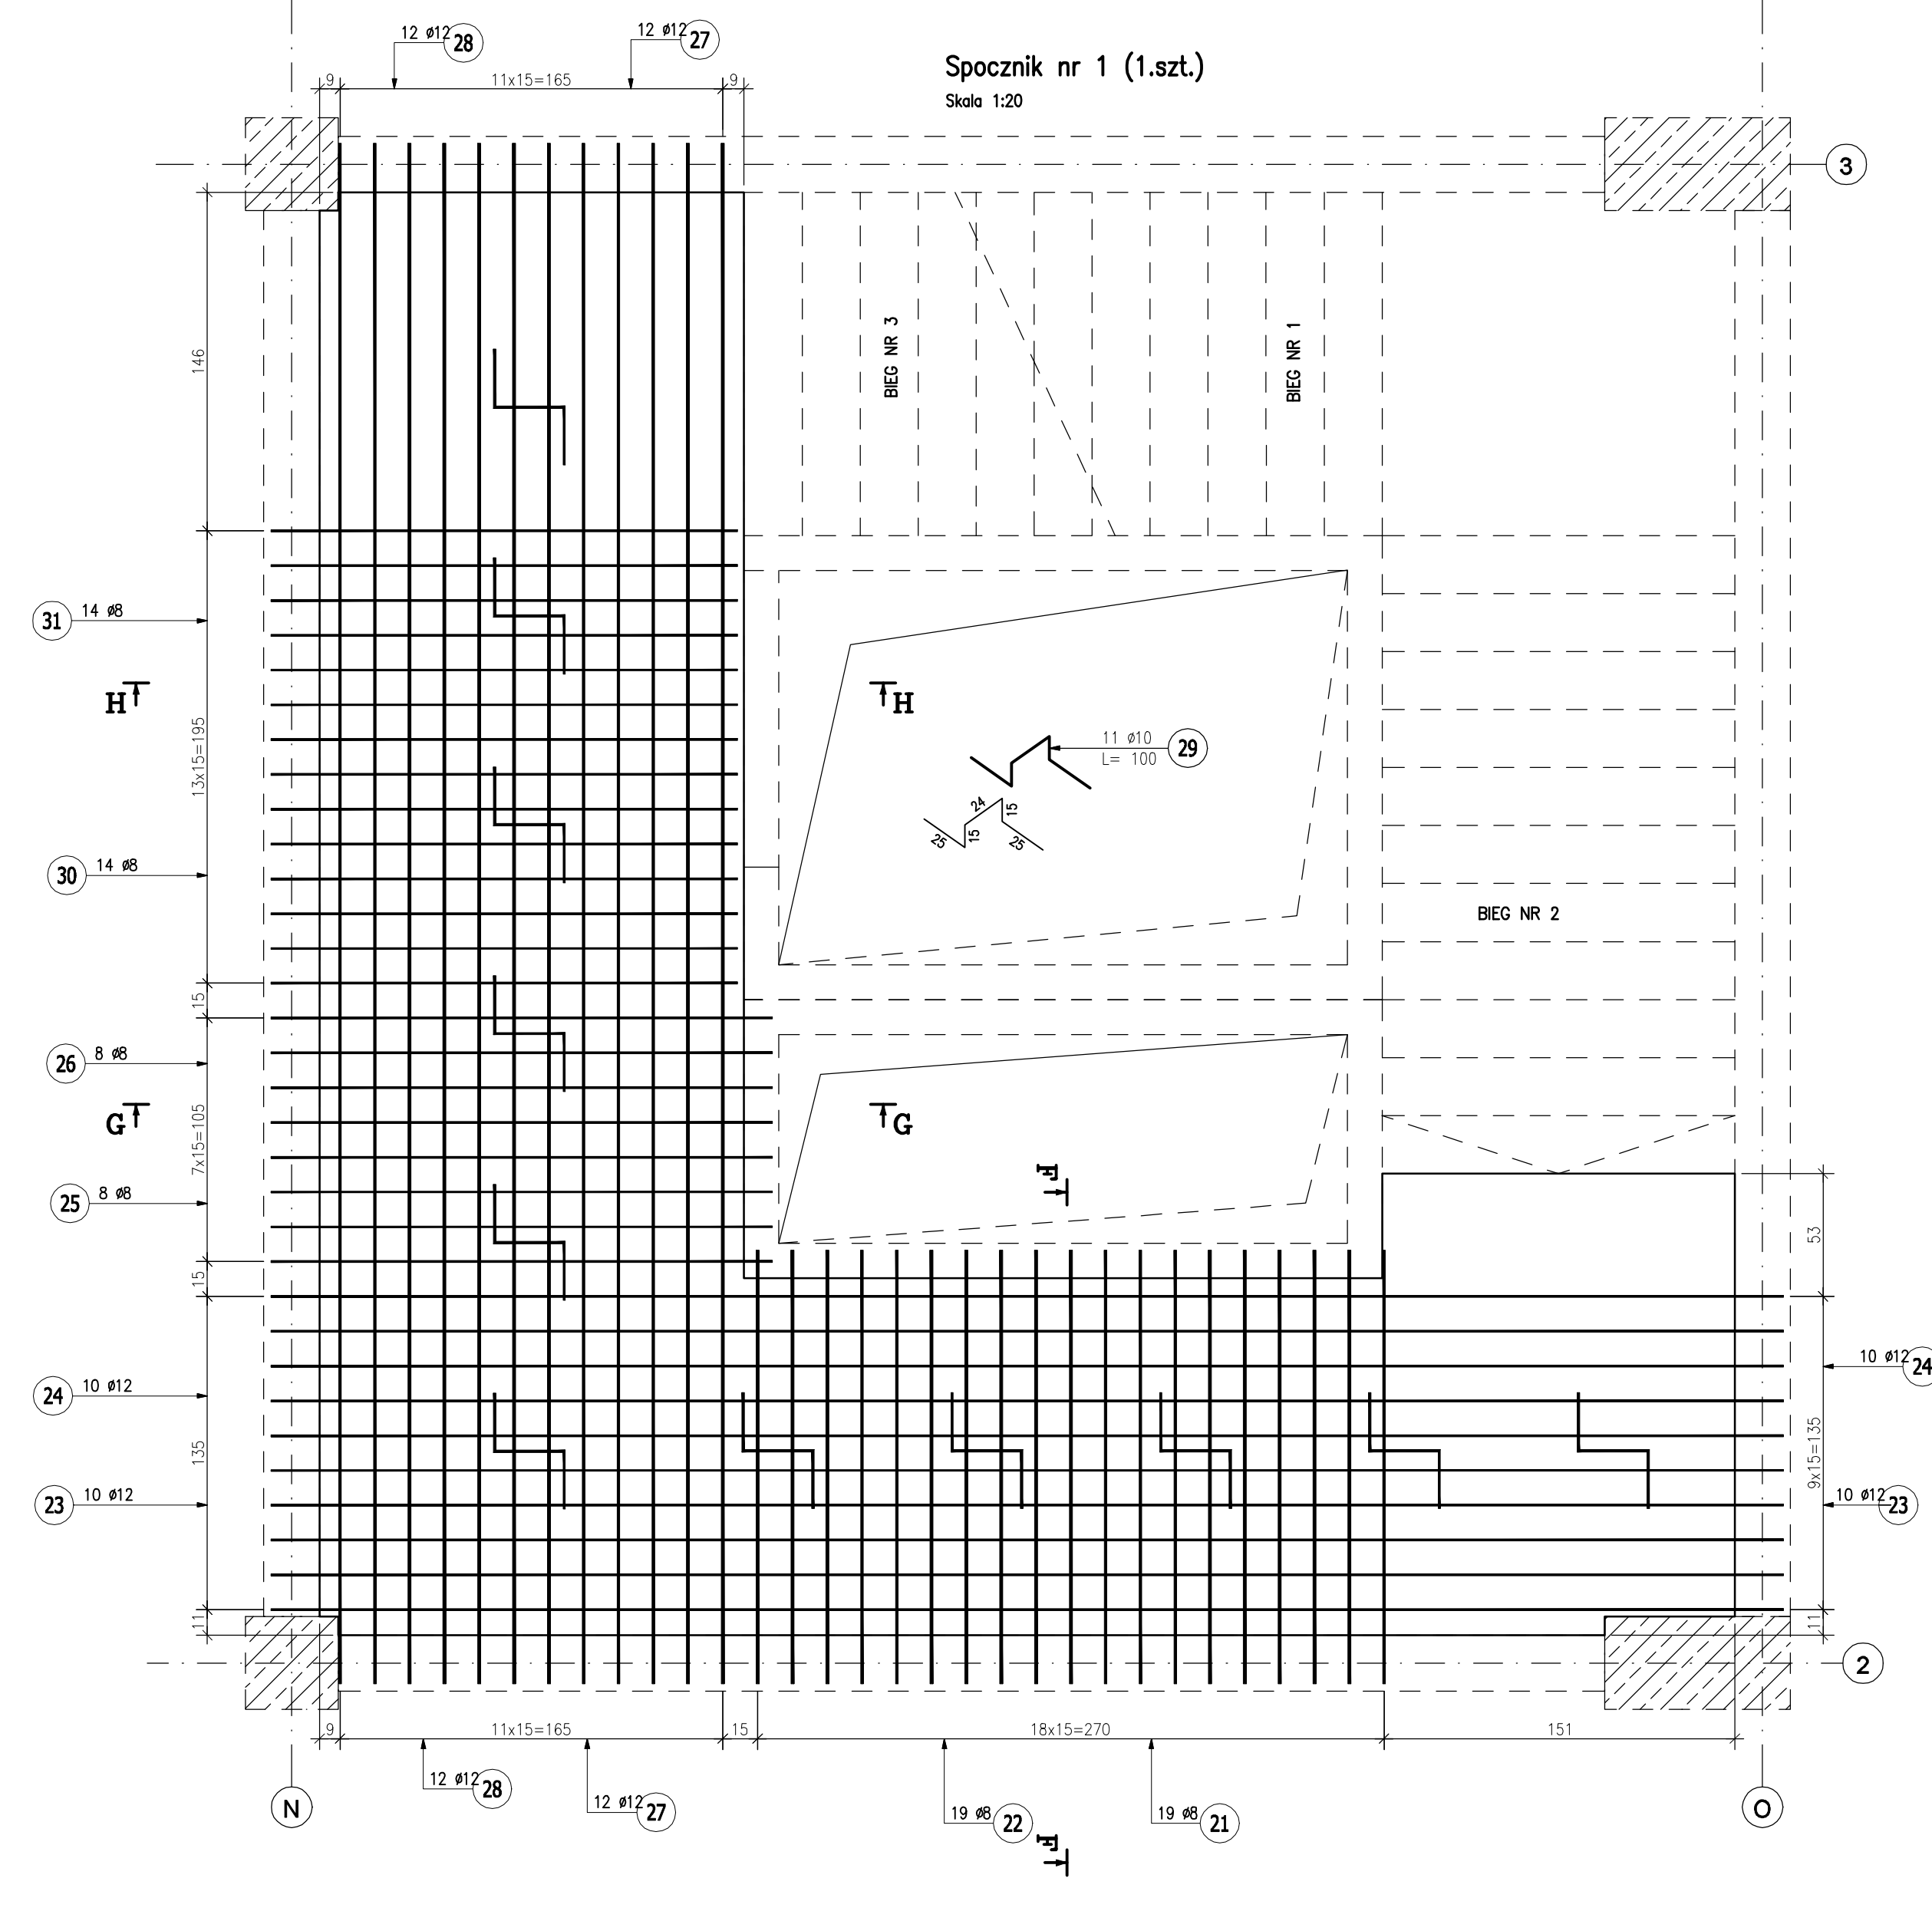 12 ø12
28
12 ø12
27
Spocznik nr 1 (1.szt.)
Skala 1:20
9
11x15=165
9
3
146
BIEG NR 3
BIEG NR 1
31
14 ø8
H
H
13x15=195
11 ø10
29
L= 100
24
15
15
25
25
30
14 ø8
BIEG NR 2
15
26
8 ø8
G
G
7x15=105
F
25
8 ø8
53
15
24
10 ø12
10 ø12
24
135
9x15=135
23
10 ø12
10 ø12
23
11
11
2
9
11x15=165
15
18x15=270
151
12 ø12
28
12 ø12
27
19 ø8
22
19 ø8
21
N
O
F